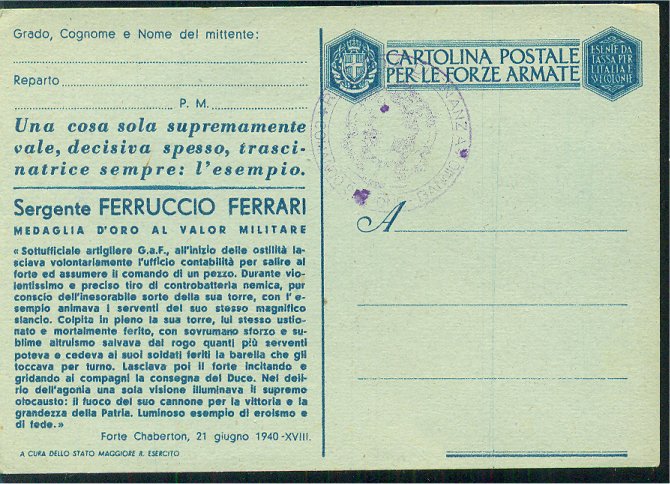 Grado, Cognome e Nome del mittente:
Reparto
P. M.
Una cosa sola supremamente
vale, decisiva spesso, trasci-
natrice sempre: l'esempio.
Sergente FERRUCCIO FERRARI
MEDAGLIA D'ORO AL VALOR MILITARE
« Sottufficiale artigliere G.a.F., all'inizio delle ostilità la-
sciava volontariamente l'ufficio contabilità per salire al
forte ed assumere il comando di un pezzo. Durante vio-
lentissimo e preciso tiro di controbatteria nemica, pur
conscio dell'inesorabile sorte della sua torre, con l'e-
sempio animava i serventi del suo stesso magnifico
slancio. Colpita in pieno la sua torre, lui stesso ustio-
nato e mortalmente ferito, con sovrumano sforzo e su-
blime altruismo salvava dal rogo quanti più serventi
poteva e cedeva ai suoi soldati feriti la barella che gli
toccava per turno. Lasciava poi il forte incitando e
gridando ai compagni la consegna del Duce. Nel deli-
rio dell'agonia una sola visione illuminava il supremo
olocausto: il fuoco del suo cannone per la vittoria e la
grandezza della Patria. Luminoso esempio di eroismo e
di fede. »
Forte Chaberton, 21 giugno 1940-XVIII.
A CURA DELLO STATO MAGGIORE R. ESERCITO
CARTOLINA POSTALE
PER LE FORZE ARMATE
ESENTE DA
TASSA PER
L'ITALIA E
SUE COLONIE
A